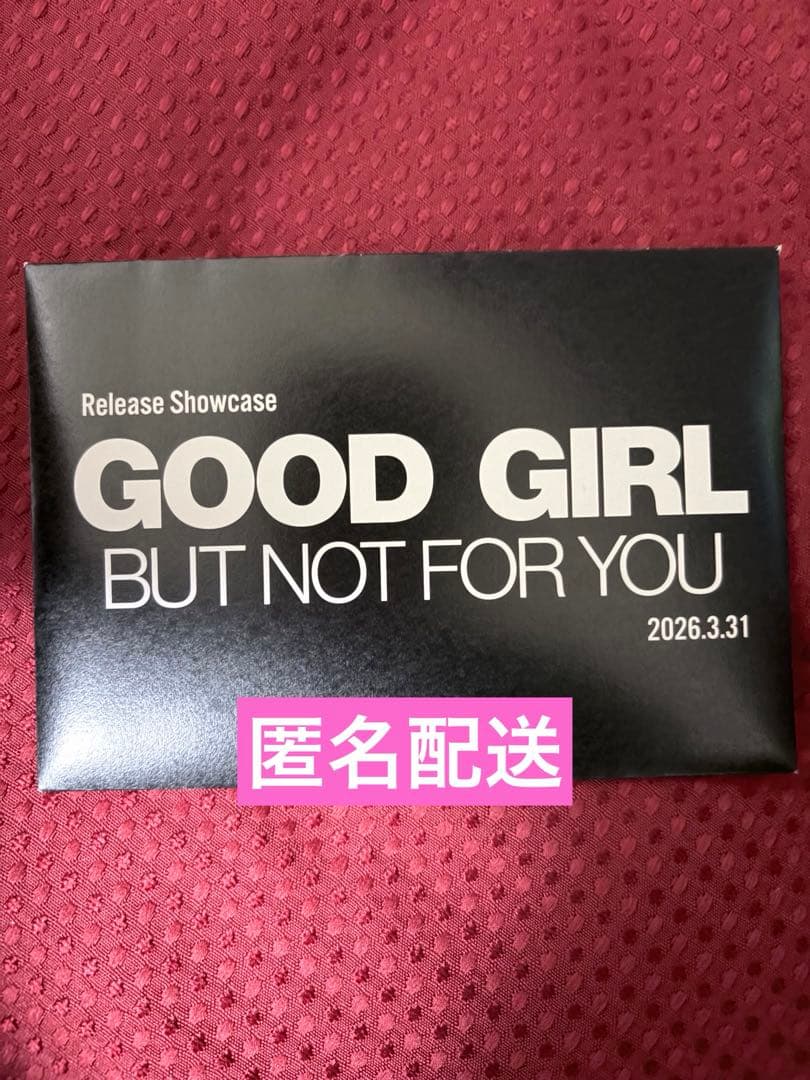 Release Showcase
GOOD GIRL
BUT NOT FOR YOU
2026.3.31
匿名配送